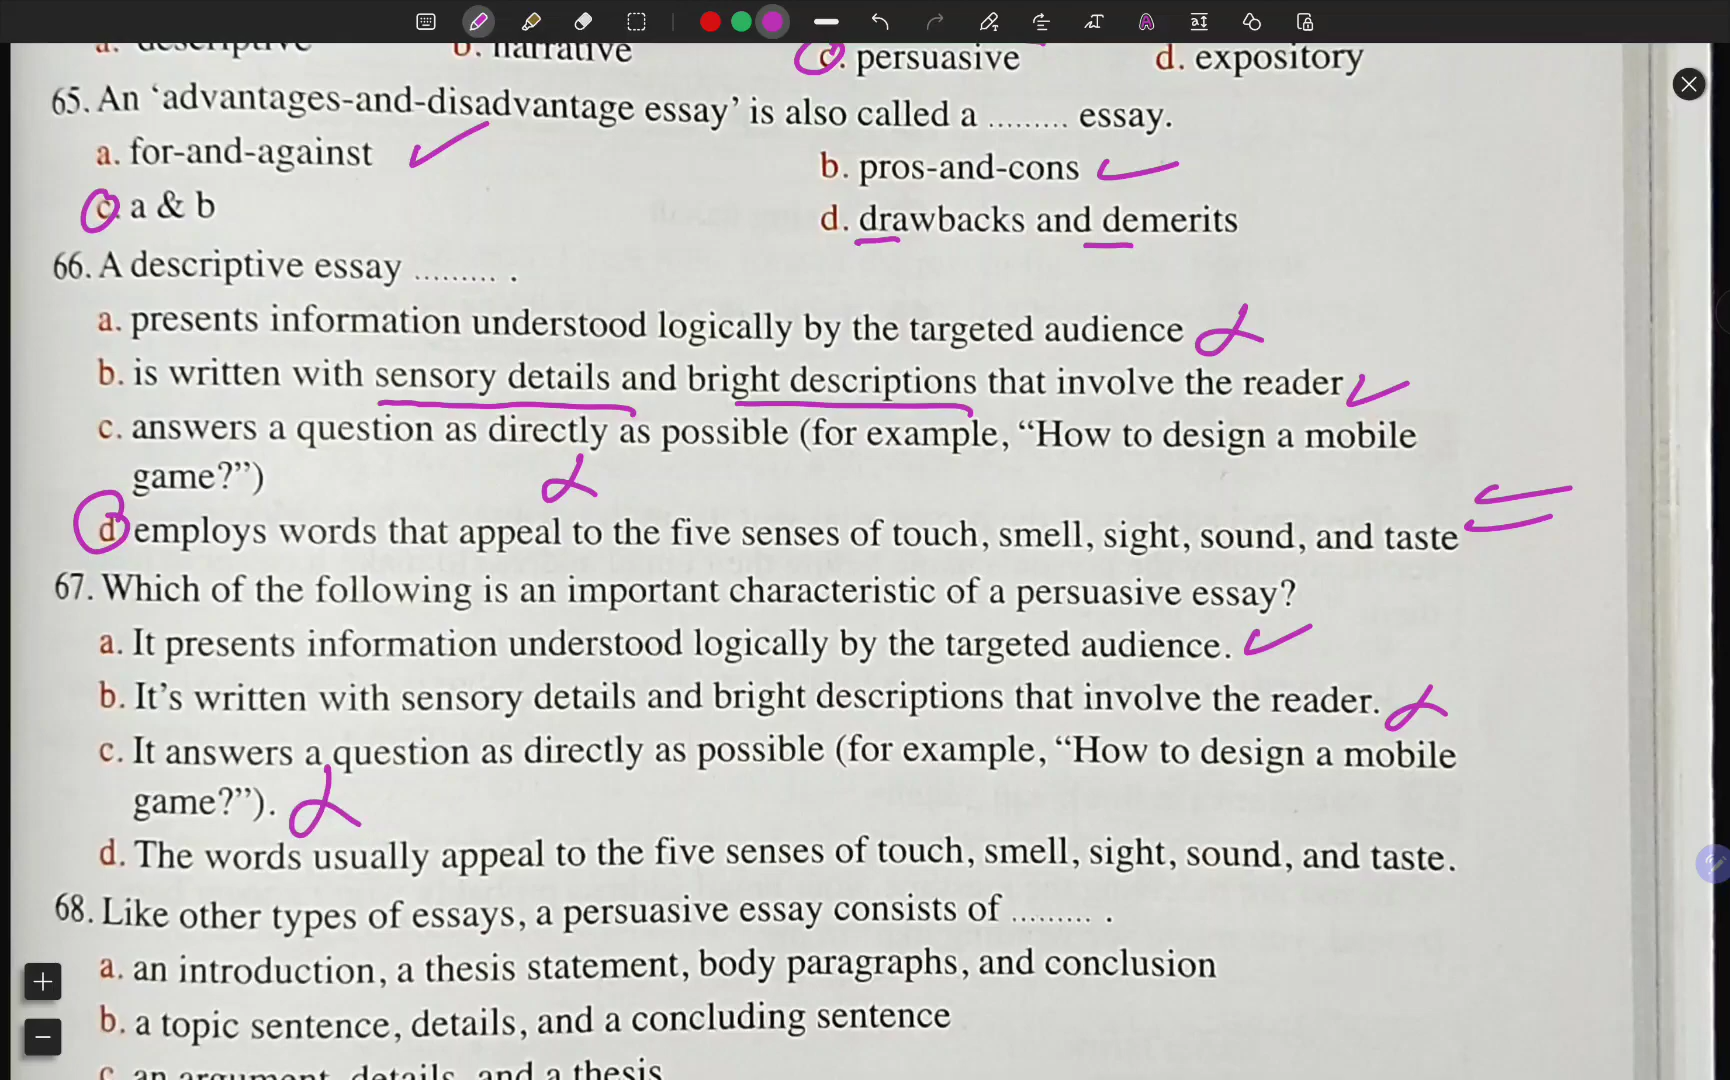 a. descriptive b. narrative c. persuasive d. expository
65. An ‘advantages-and-disadvantage essay’ is also called a ......... essay.
a. for-and-against b. pros-and-cons
c. a & b d. drawbacks and demerits
66. A descriptive essay ......... .
a. presents information understood logically by the targeted audience
b. is written with sensory details and bright descriptions that involve the reader
c. answers a question as directly as possible (for example, “How to design a mobile
game?”)
d employs words that appeal to the five senses of touch, smell, sight, sound, and taste
67. Which of the following is an important characteristic of a persuasive essay?
a. It presents information understood logically by the targeted audience.
b. It’s written with sensory details and bright descriptions that involve the reader.
c. It answers a question as directly as possible (for example, “How to design a mobile
game?”).
d. The words usually appeal to the five senses of touch, smell, sight, sound, and taste.
68. Like other types of essays, a persuasive essay consists of ......... .
a. an introduction, a thesis statement, body paragraphs, and conclusion
b. a topic sentence, details, and a concluding sentence
c. an argument, details, and a thesis